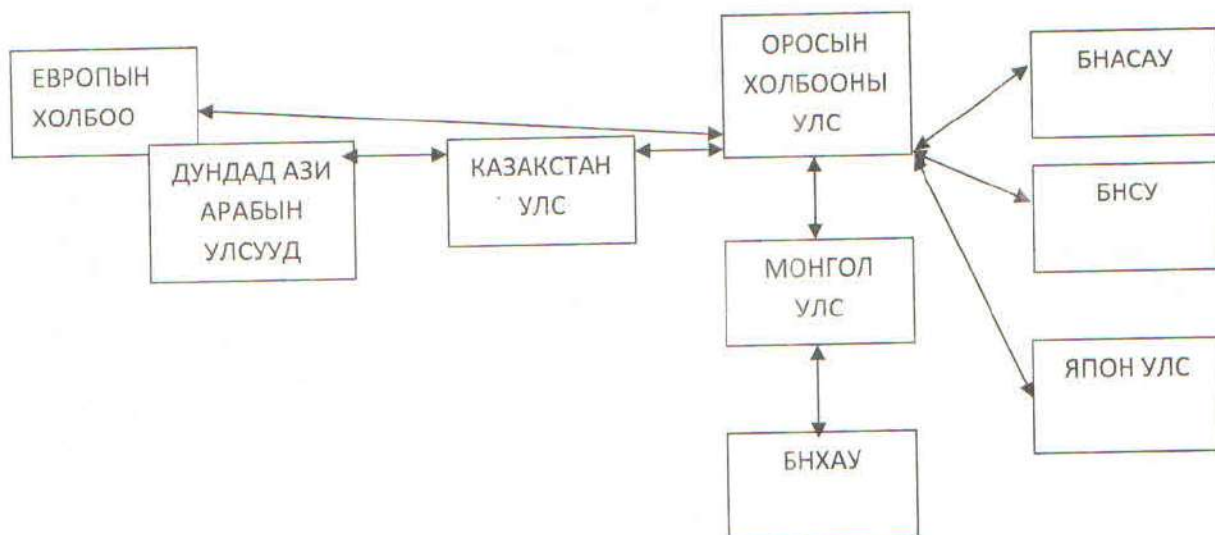 ЕВРОПЫН
ХОЛБОО
ДУНДАД АЗИ
АРАБЫН
УЛСУУД
КАЗАКСТАН
УЛС
ОРОСЫН
ХОЛБООНЫ
УЛС
МОНГОЛ
УЛС
БНХАУ
БНАСАУ
БНСУ
ЯПОН УЛС